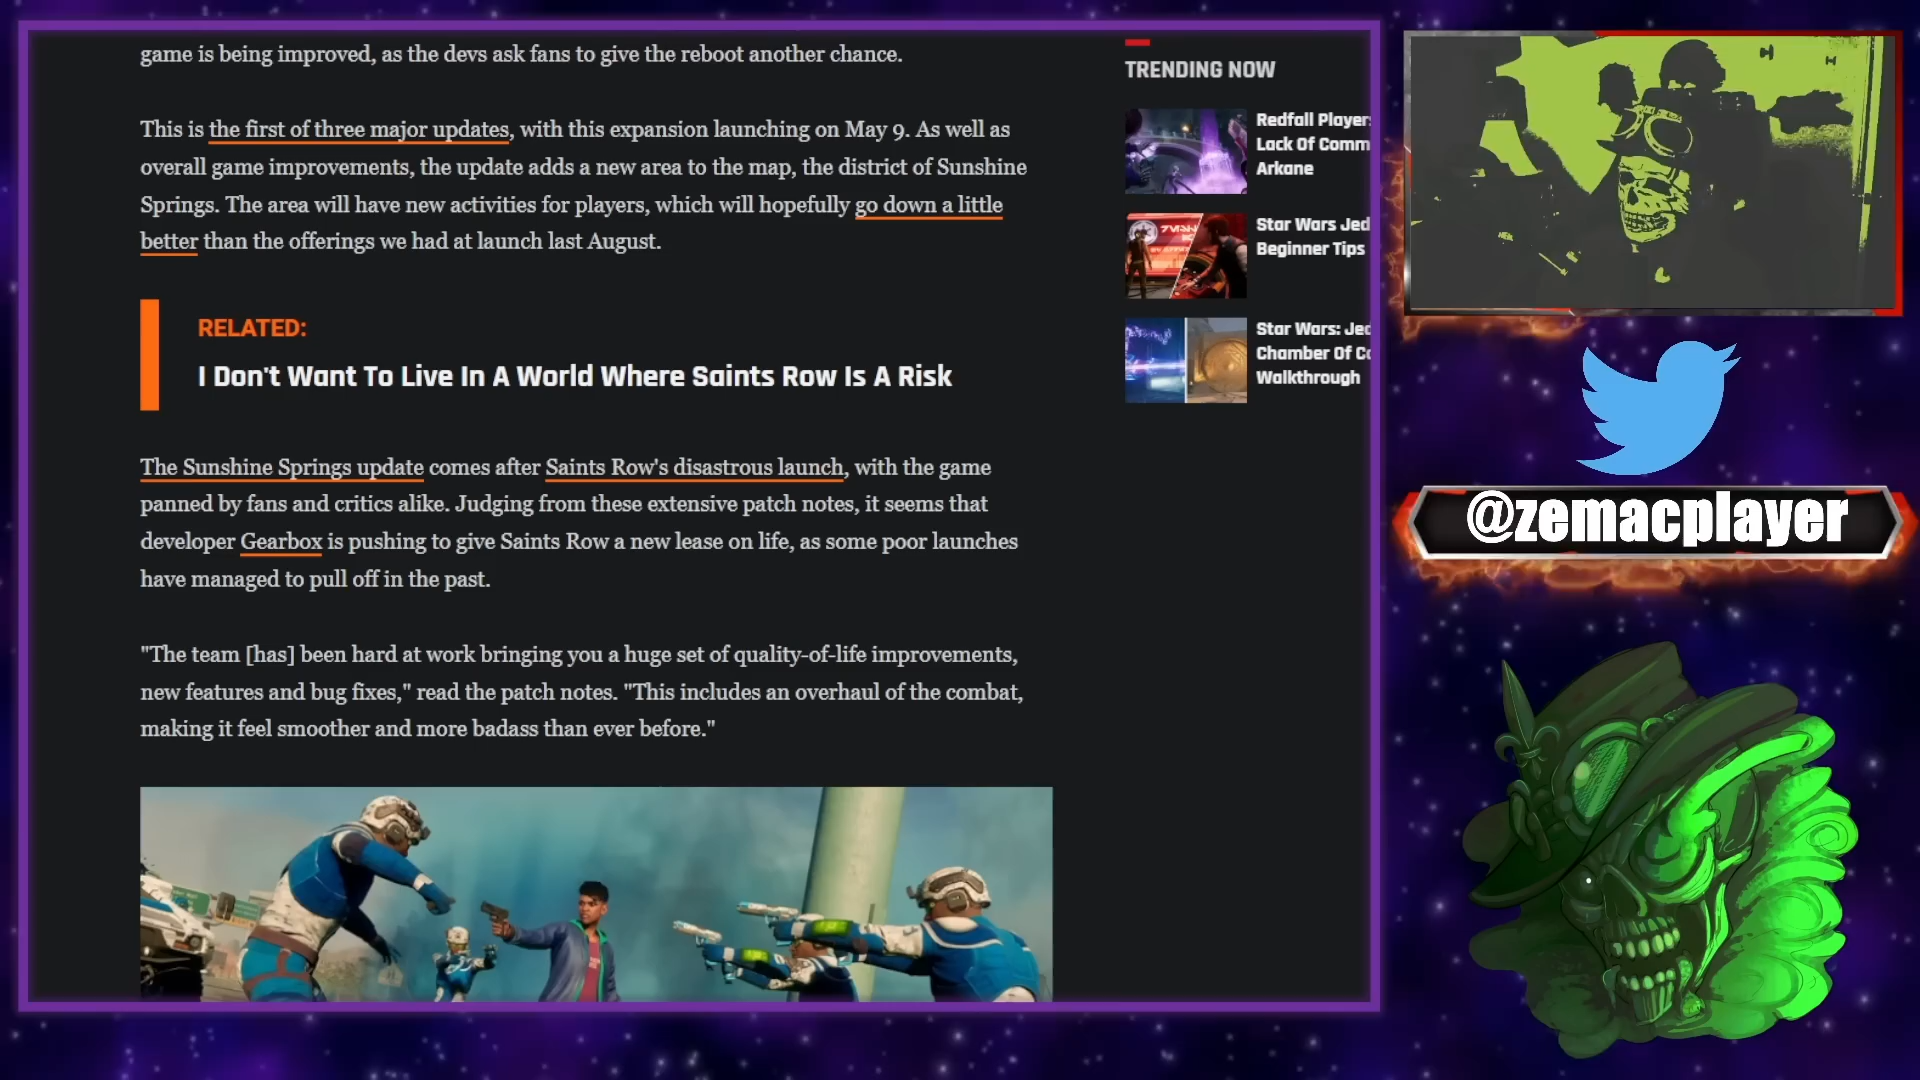 game is being improved, as the devs ask fans to give the reboot another chance.
This is the first of three major updates, with this expansion launching on May 9. As well as
overall game improvements, the update adds a new area to the map, the district of Sunshine
Springs. The area will have new activities for players, which will hopefully go down a little
better than the offerings we had at launch last August.
RELATED:
I Don't Want To Live In A World Where Saints Row Is A Risk
The Sunshine Springs update comes after Saints Row's disastrous launch, with the game
panned by fans and critics alike. Judging from these extensive patch notes, it seems that
developer Gearbox is pushing to give Saints Row a new lease on life, as some poor launches
have managed to pull off in the past.
"The team [has] been hard at work bringing you a huge set of quality-of-life improvements,
new features and bug fixes," read the patch notes. "This includes an overhaul of the combat,
making it feel smoother and more badass than ever before."
TRENDING NOW
Redfall Player
Lack Of Comm
Arkane
Star Wars Jed
Beginner Tips
Star Wars: Jed
Chamber Of Co
Walkthrough
@zemacplayer